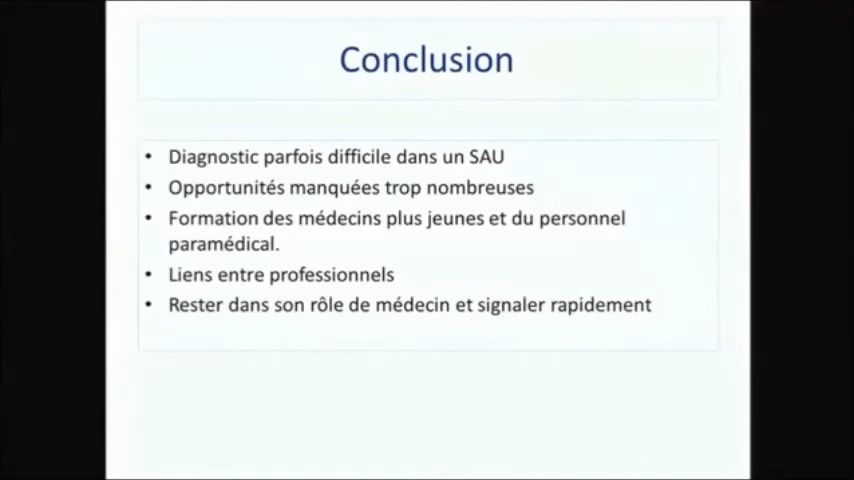 Conclusion
• Diagnostic parfois difficile dans un SAU
• Opportunités manquées trop nombreuses
• Formation des médecins plus jeunes et du personnel
paramédical.
• Liens entre professionnels
• Rester dans son rôle de médecin et signaler rapidement